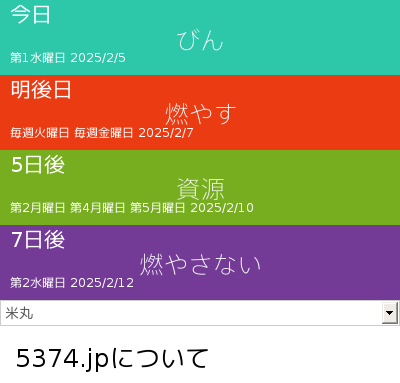 今日
びん
第1水曜日 2025/2/5
明後日
燃やす
毎週火曜日 毎週金曜日 2025/2/7
5日後
資源
第2月曜日 第4月曜日 第5月曜日 2025/2/10
7日後
燃やさない
第2水曜日 2025/2/12
米丸
5374.jpについて